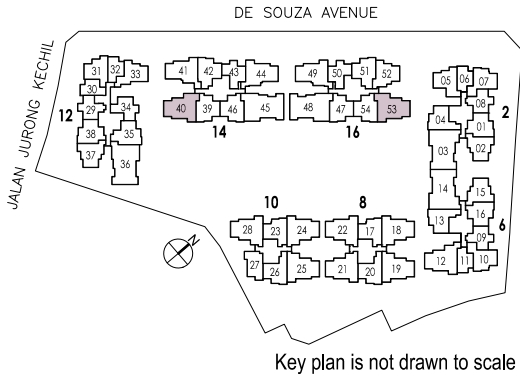 DE SOUZA AVENUE
JALAN JURONG KECHIL
31 32 33
30
29 34
12
38 35
37 36
41 42 43 44
40 39 46 45
14
49 50 51 52
48 47 54 53
16
05 06 07
08
04 01
2
03 02
14 15
13 16
6
09
12 11 10
10
28 23 24
27 26 25
8
22 17 18
21 20 19
N
Key plan is not drawn to scale